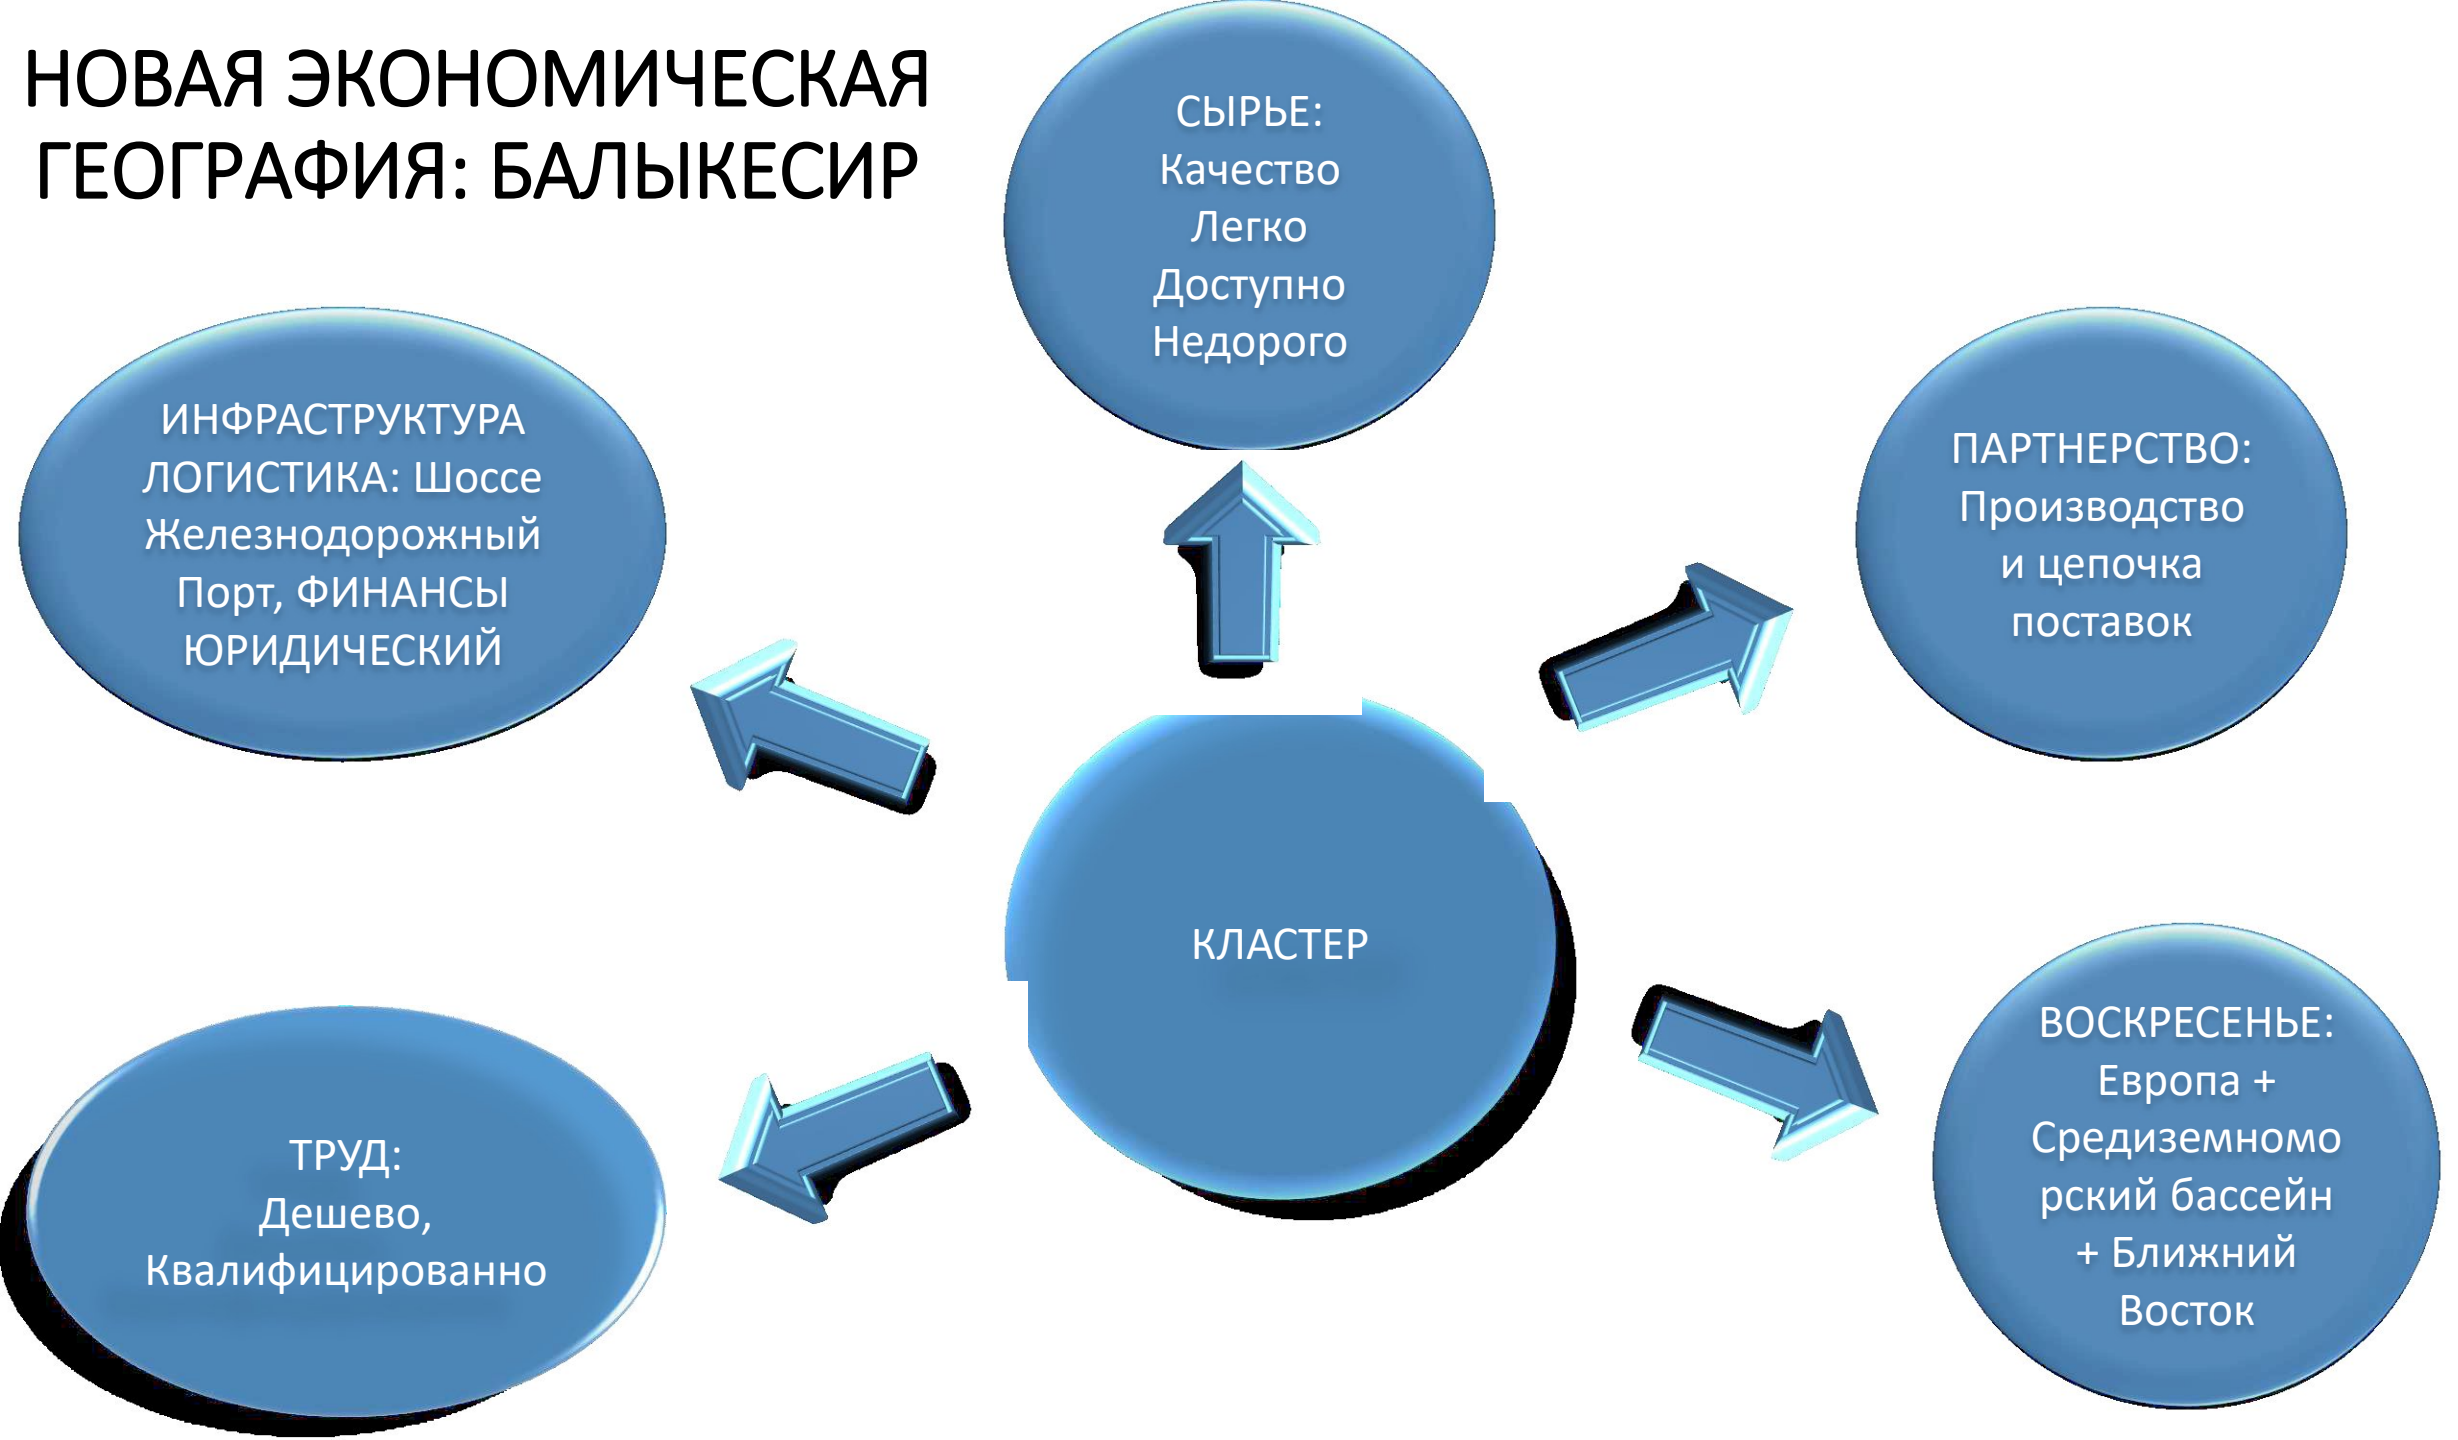 НОВАЯ ЭКОНОМИЧЕСКАЯ
ГЕОГРАФИЯ: БАЛЫКЕСИР
СЫРЬЕ:
Качество
Легко
Доступно
Недорого
ИНФРАСТРУКТУРА
ЛОГИСТИКА: Шоссе
Железнодорожный
Порт, ФИНАНСЫ
ЮРИДИЧЕСКИЙ
ПАРТНЕРСТВО:
Производство
и цепочка
поставок
КЛАСТЕР
ТРУД:
Дешево,
Квалифицированно
ВОСКРЕСЕНЬЕ:
Европа +
Средиземномо
рский бассейн
+ Ближний
Восток